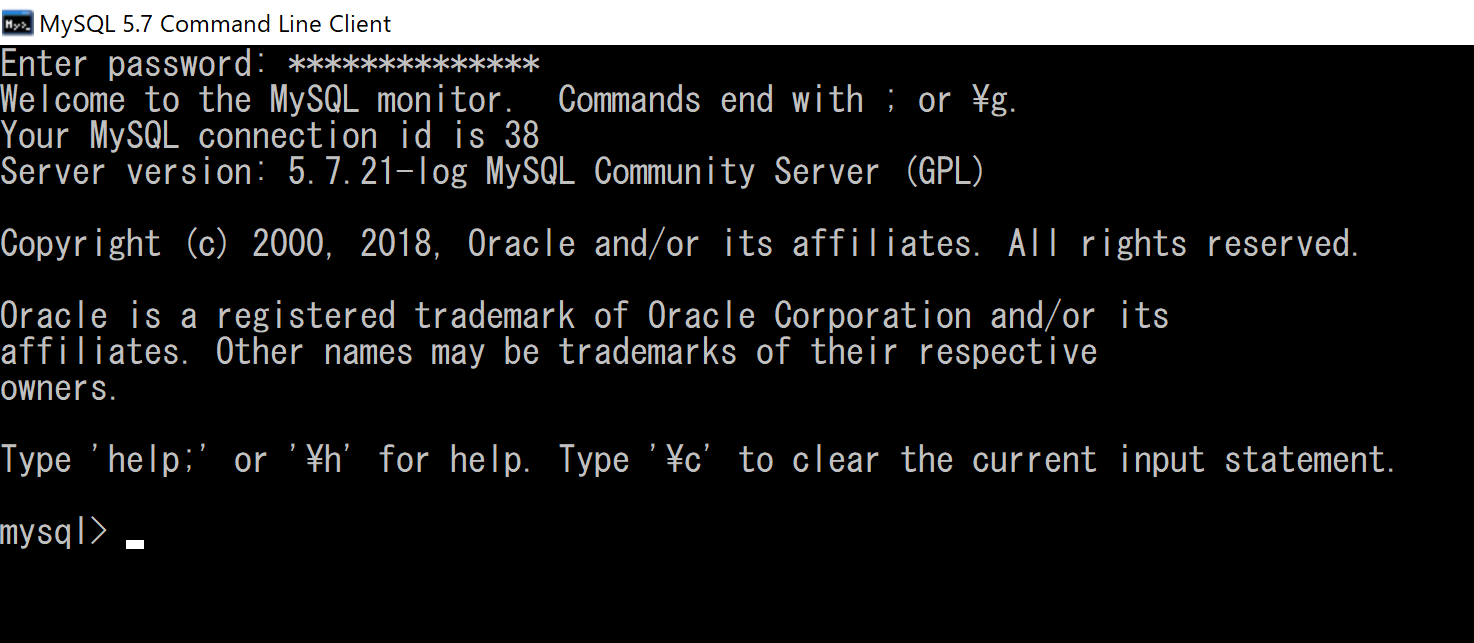 MySQL 5.7 Command Line Client
Enter password: **************
Welcome to the MySQL monitor.  Commands end with ; or ¥g.
Your MySQL connection id is 38
Server version: 5.7.21-log MySQL Community Server (GPL)
Copyright (c) 2000, 2018, Oracle and/or its affiliates. All rights reserved.
Oracle is a registered trademark of Oracle Corporation and/or its
affiliates. Other names may be trademarks of their respective
owners.
Type 'help;' or '¥h' for help. Type '¥c' to clear the current input statement.
mysql> _